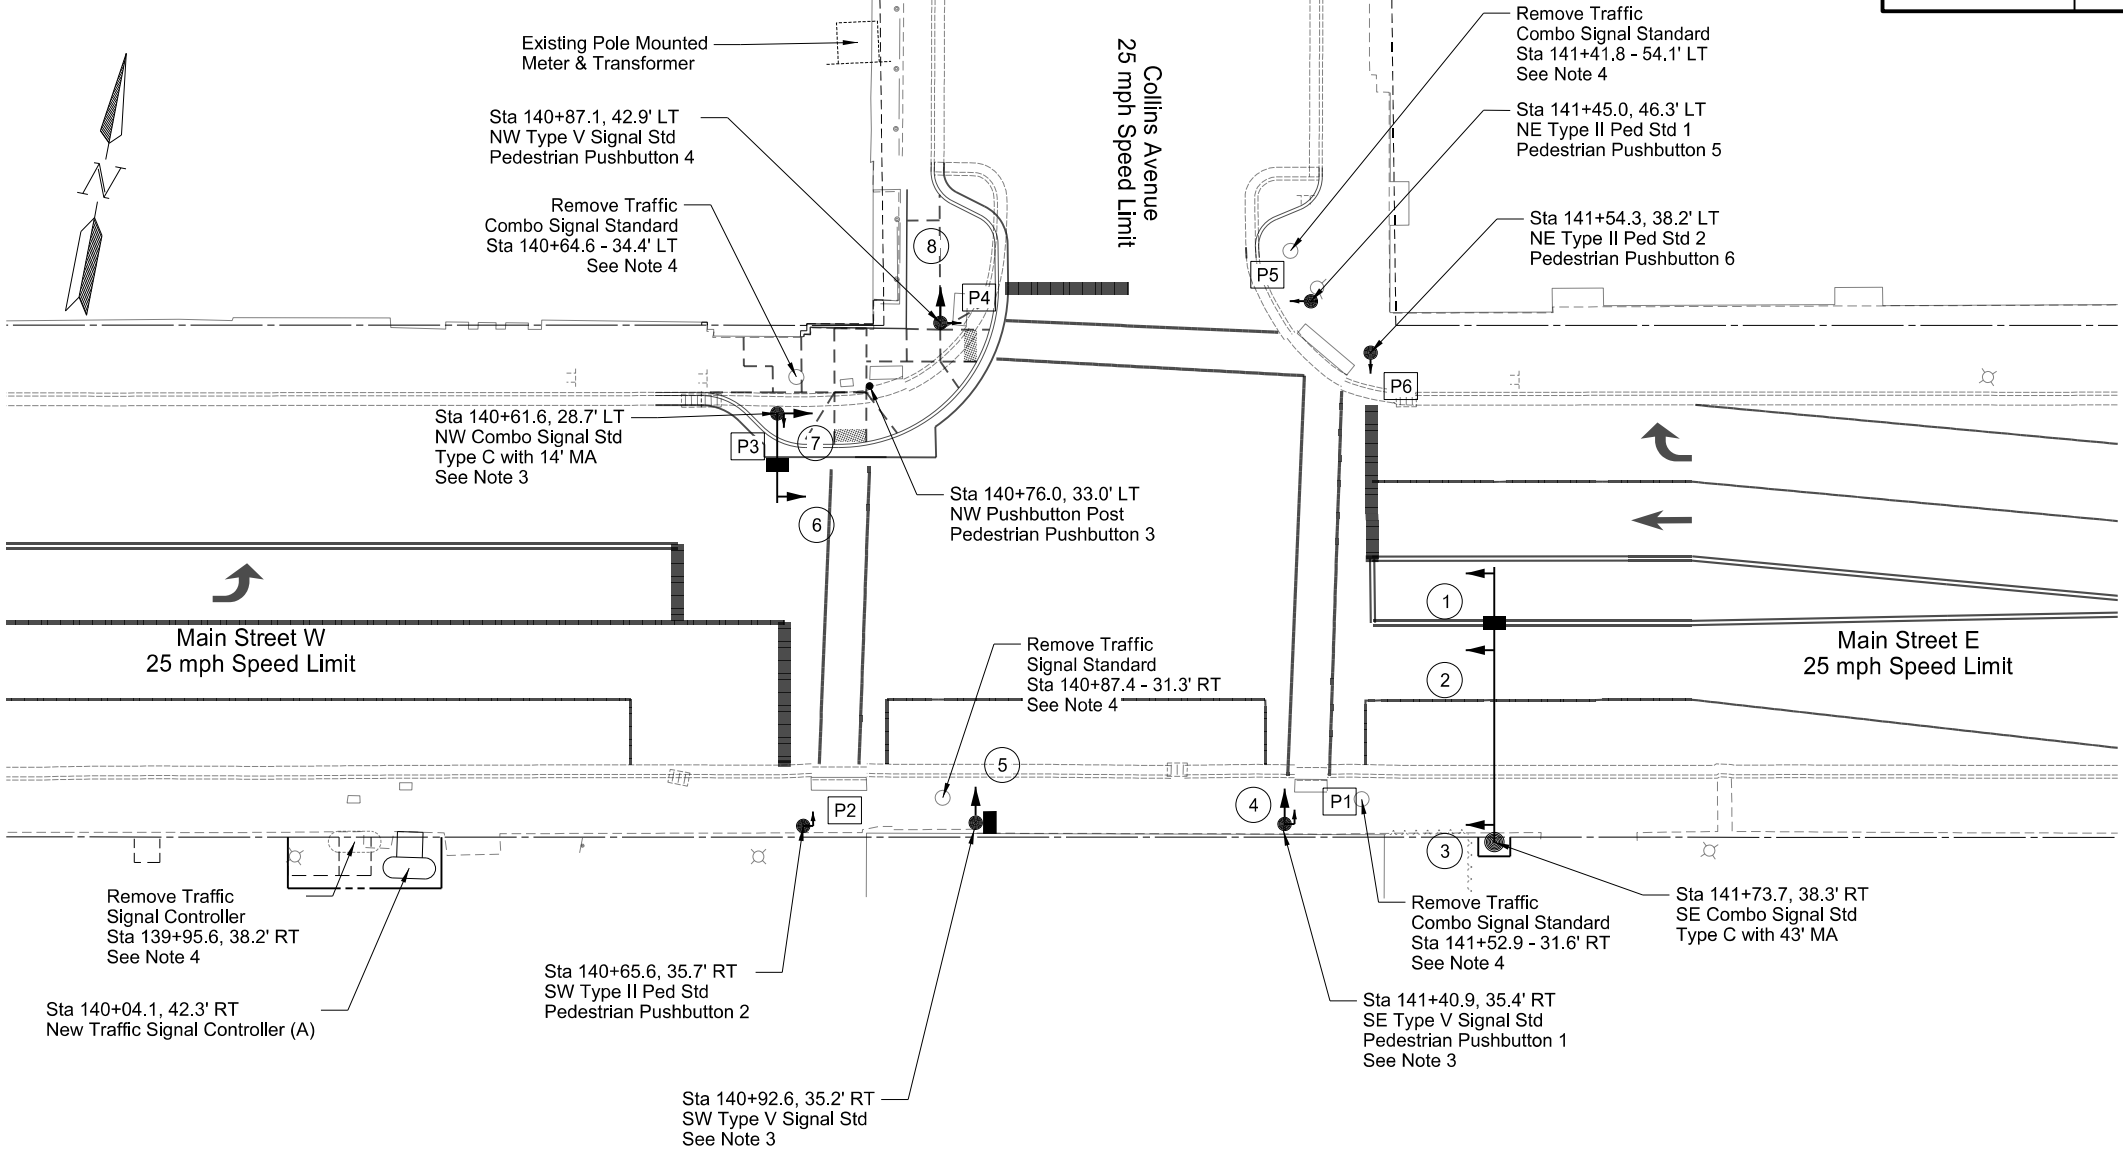 Existing Pole Mounted
Meter & Transformer
Sta 140+87.1, 42.9' LT
NW Type V Signal Std
Pedestrian Pushbutton 4
Remove Traffic
Combo Signal Standard
Sta 140+64.6 - 34.4' LT
See Note 4
N
Collins Avenue
25 mph Speed Limit
Remove Traffic
Combo Signal Standard
Sta 141+41.8 - 54.1' LT
See Note 4
Sta 141+45.0, 46.3' LT
NE Type II Ped Std 1
Pedestrian Pushbutton 5
Sta 141+54.3, 38.2' LT
NE Type II Ped Std 2
Pedestrian Pushbutton 6
8
P4
P5
P6
Sta 140+61.6, 28.7' LT
NW Combo Signal Std
Type C with 14' MA
See Note 3
P3
7
6
Sta 140+76.0, 33.0' LT
NW Pushbutton Post
Pedestrian Pushbutton 3
Main Street W
25 mph Speed Limit
Remove Traffic
Signal Standard
Sta 140+87.4 - 31.3' RT
See Note 4
1
2
Main Street E
25 mph Speed Limit
5
P2
4
P1
3
Remove Traffic
Signal Controller
Sta 139+95.6, 38.2' RT
See Note 4
Sta 140+04.1, 42.3' RT
New Traffic Signal Controller (A)
Sta 140+65.6, 35.7' RT
SW Type II Ped Std
Pedestrian Pushbutton 2
Sta 140+92.6, 35.2' RT
SW Type V Signal Std
See Note 3
Remove Traffic
Combo Signal Standard
Sta 141+52.9 - 31.6' RT
See Note 4
Sta 141+40.9, 35.4' RT
SE Type V Signal Std
Pedestrian Pushbutton 1
See Note 3
Sta 141+73.7, 38.3' RT
SE Combo Signal Std
Type C with 43' MA